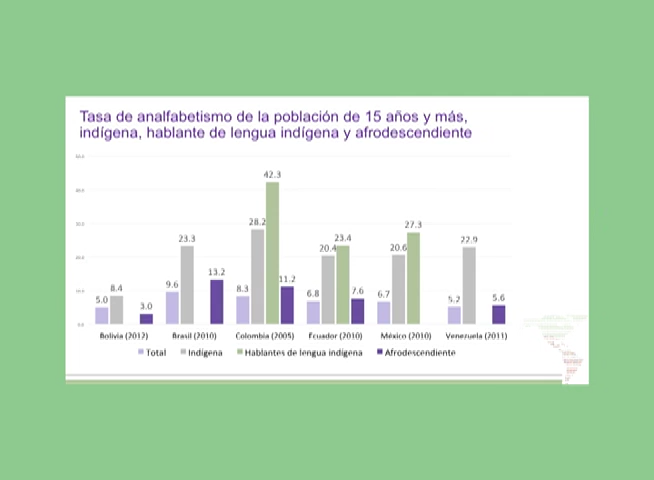 Tasa de analfabetismo de la población de 15 años y más,
indígena, hablante de lengua indígena y afrodescendiente
42.3
28.2
27.3
23.3 20.4 23.4 20.6 22.9
13.2
11.2
9.6 8.3 6.8 7.6 6.7
5.0 8.4 3.0 5.2 5.6
Bolivia (2012) Brasil (2010) Colombia (2005) Ecuador (2010) México (2010) Venezuela (2011)
Total Indígena Hablantes de lengua indígena Afrodescendiente